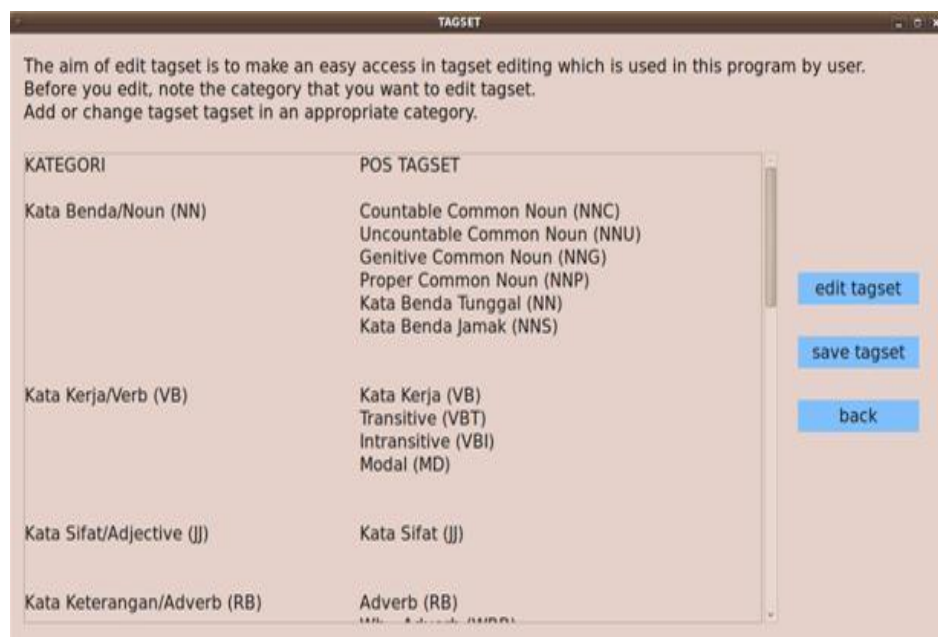 TAGSET
The aim of edit tagset is to make an easy access in tagset editing which is used in this program by user.
Before you edit, note the category that you want to edit tagset.
Add or change tagset tagset in an appropriate category.
KATEGORI POS TAGSET
Kata Benda/Noun (NN) Countable Common Noun (NNC)
Uncountable Common Noun (NNU)
Genitive Common Noun (NNG)
Proper Common Noun (NNP)
Kata Benda Tunggal (NN)
Kata Benda Jamak (NNS)
Kata Kerja/Verb (VB) Kata Kerja (VB)
Transitive (VBT)
Intransitive (VBI)
Modal (MD)
Kata Sifat/Adjective (JJ) Kata Sifat (JJ)
Kata Keterangan/Adverb (RB) Adverb (RB)
edit tagset
save tagset
back